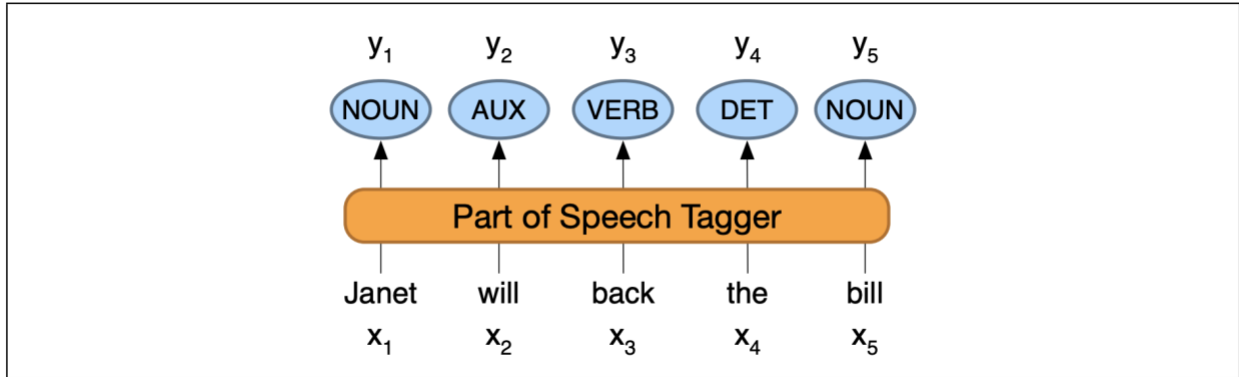 y1 y2 y3 y4 y5
NOUN AUX VERB DET NOUN
Part of Speech Tagger
Janet will back the bill
x1 x2 x3 x4 x5